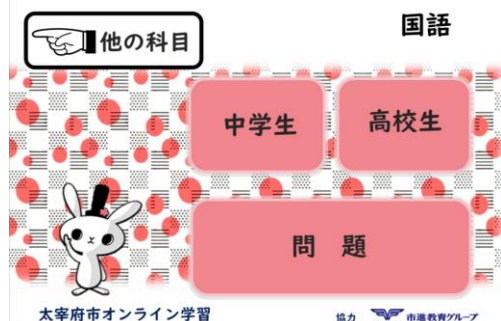 他の科目
国語
中学生
高校生
問題
太宰府市オンライン学習
協力 市進教育グループ